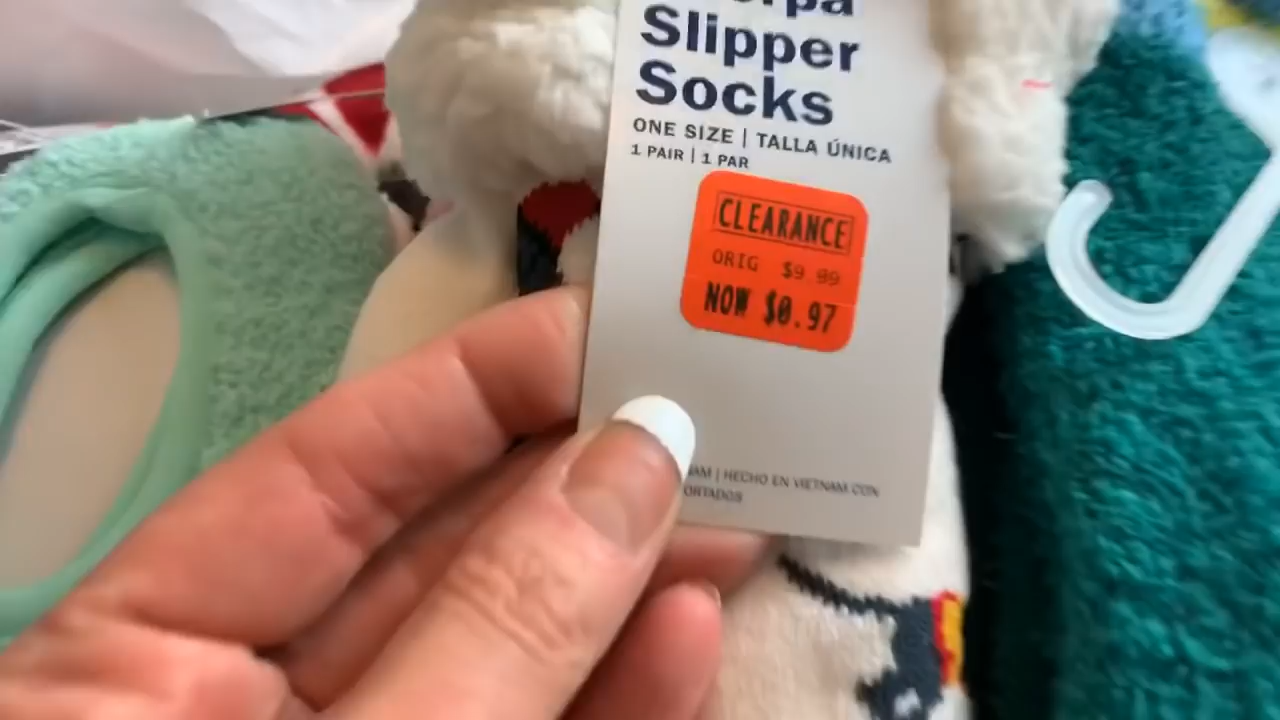 Slipper
Socks
ONE SIZE | TALLA ÚNICA
1 PAIR | 1 PAR
CLEARANCE
ORIG $9.99
NOW $0.97
| HECHO EN VIETNAM CON